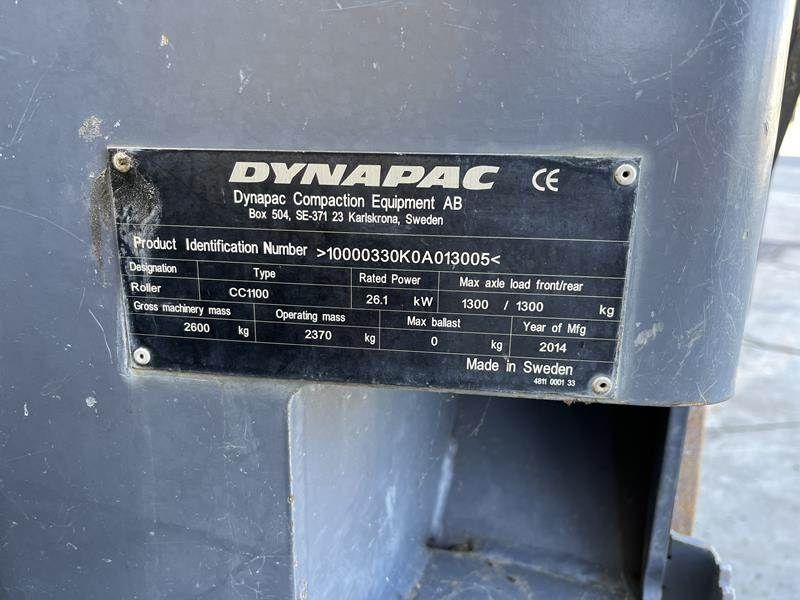 DYNAPAC CE
Dynapac Compaction Equipment AB
Box 504, SE-371 23 Karlskrona, Sweden
Product Identification Number >10000330K0A013005<
Designation Type Rated Power Max axle load front/rear
Roller CC1100 26.1 kW 1300 / 1300 kg
Gross machinery mass Operating mass Max ballast Year of Mfg
2600 kg 2370 kg 0 kg 2014
Made in Sweden
4811 0001 33